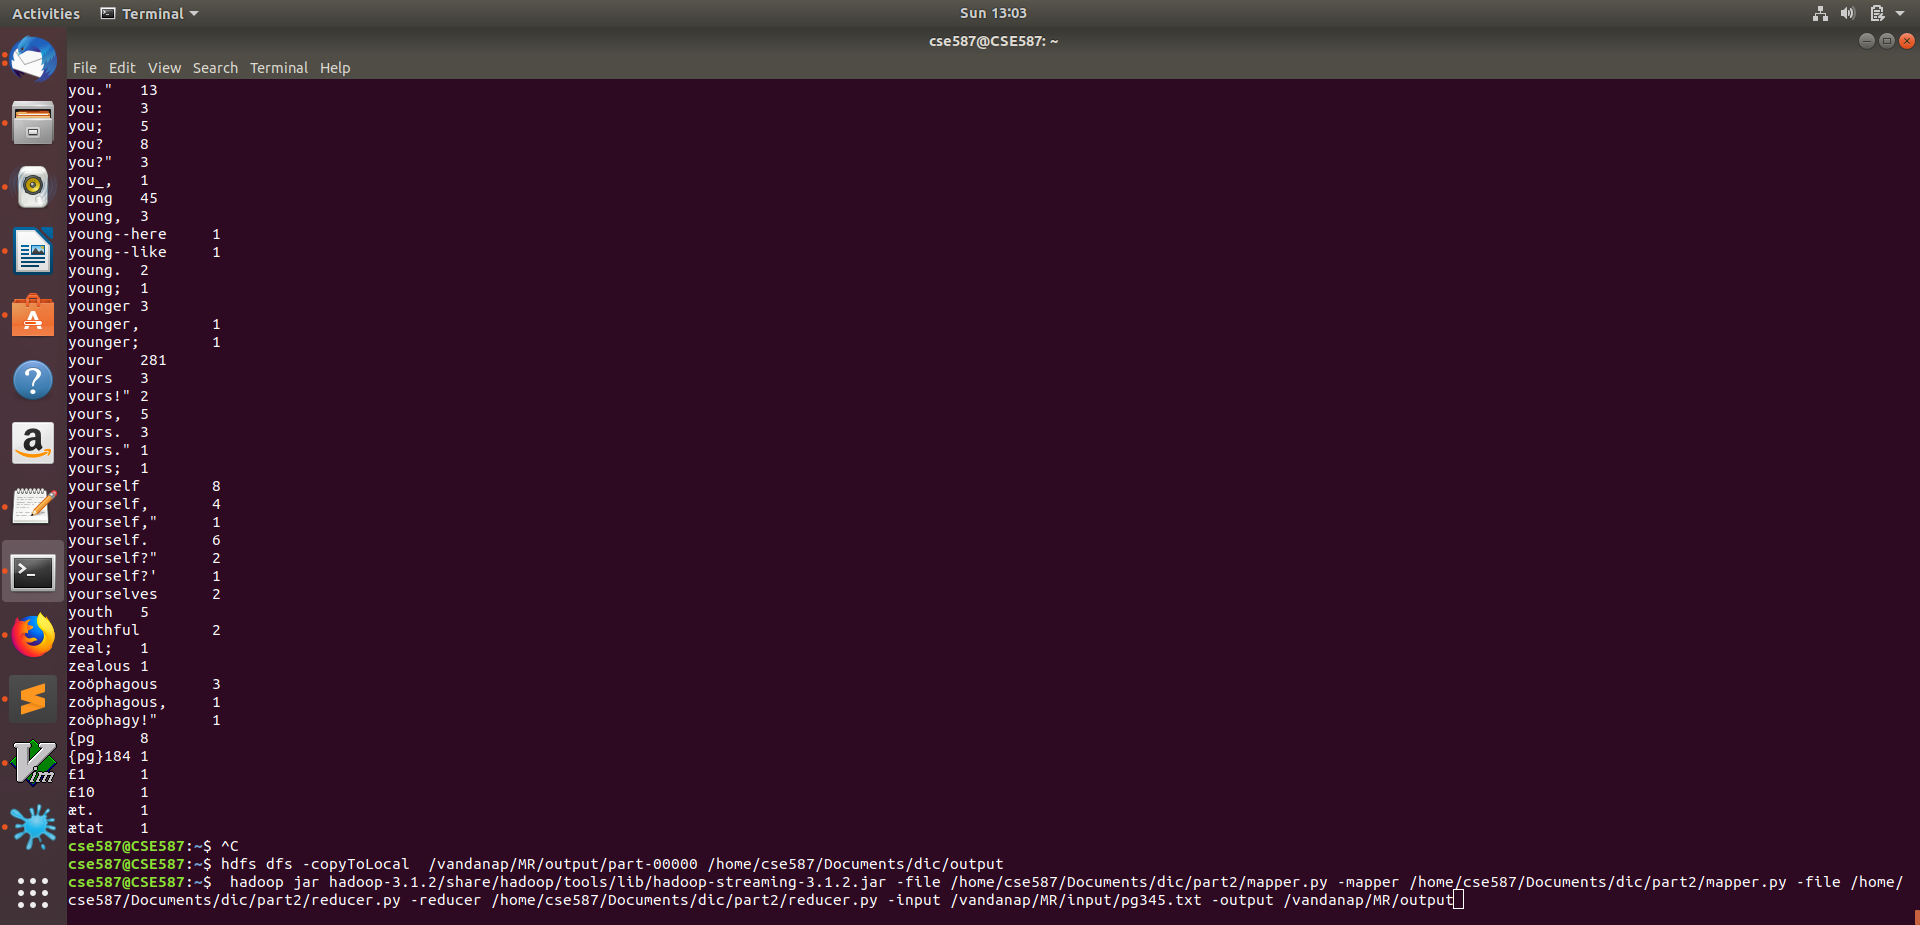 Activities Terminal Sun 13:03
cse587@CSE587: ~
File Edit View Search Terminal Help
you." 13
you: 3
you; 5
you? 8
you?" 3
you_, 1
young 45
young, 3
young--here 1
young--like 1
young. 2
young; 1
younger 3
younger, 1
younger; 1
your 281
yours 3
yours!" 2
yours, 5
yours. 3
yours." 1
yours; 1
yourself 8
yourself, 4
yourself," 1
yourself. 6
yourself?" 2
yourself?' 1
yourselves 2
youth 5
youthful 2
zeal; 1
zealous 1
zoöphagous 3
zoöphagous, 1
zoöphagy!" 1
{pg 8
{pg}184 1
£1 1
£10 1
æt. 1
ætat 1
cse587@CSE587:~$ ^C
cse587@CSE587:~$ hdfs dfs -copyToLocal  /vandanap/MR/output/part-00000 /home/cse587/Documents/dic/output
cse587@CSE587:~$  hadoop jar hadoop-3.1.2/share/hadoop/tools/lib/hadoop-streaming-3.1.2.jar -file /home/cse587/Documents/dic/part2/mapper.py -mapper /home/cse587/Documents/dic/part2/mapper.py -file /home/
cse587/Documents/dic/part2/reducer.py -reducer /home/cse587/Documents/dic/part2/reducer.py -input /vandanap/MR/input/pg345.txt -output /vandanap/MR/output
a
A
?
Vim
>_